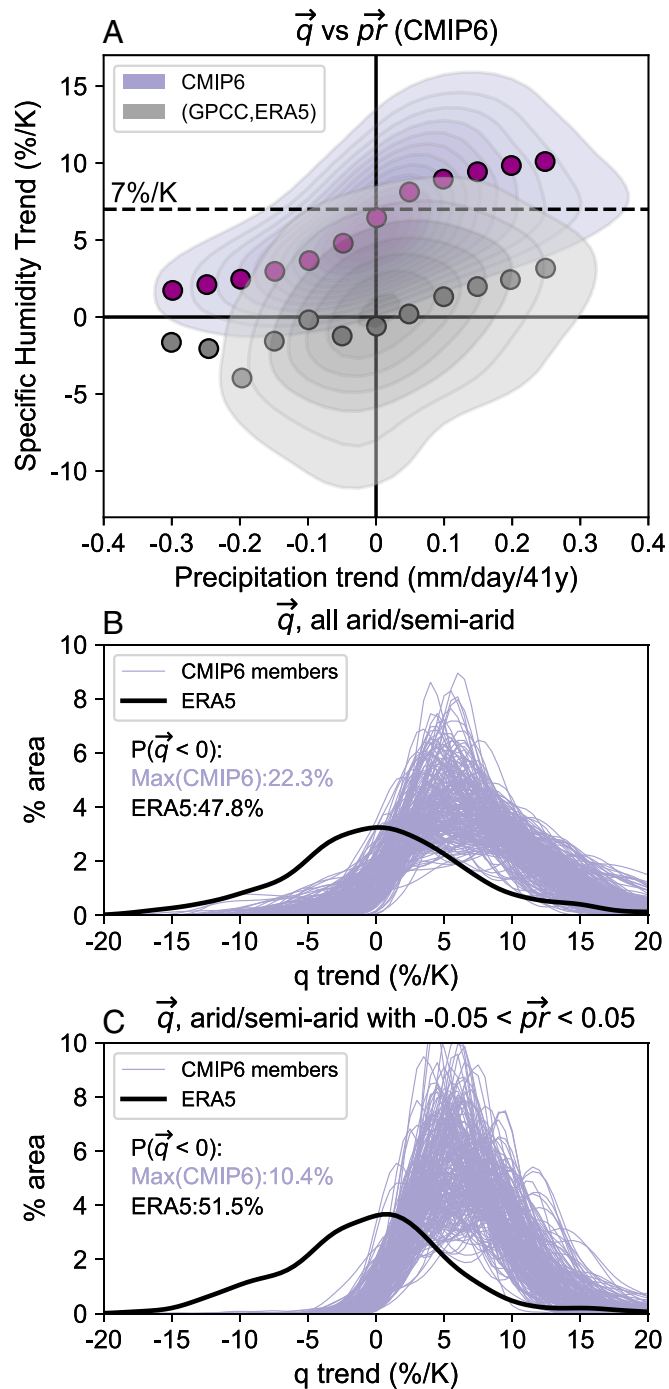 A q⃗ vs p⃗r (CMIP6)
CMIP6
(GPCC,ERA5)
7%/K
Specific Humidity Trend (%/K)
15
10
5
0
-5
-10
-0.4 -0.3 -0.2 -0.1 0 0.1 0.2 0.3 0.4
Precipitation trend (mm/day/41y)
B q⃗, all arid/semi-arid
CMIP6 members
ERA5
P(q⃗ < 0):
Max(CMIP6):22.3%
ERA5:47.8%
% area
10
8
6
4
2
0
-20 -15 -10 -5 0 5 10 15 20
q trend (%/K)
C q⃗, arid/semi-arid with -0.05 < p⃗r < 0.05
CMIP6 members
ERA5
P(q⃗ < 0):
Max(CMIP6):10.4%
ERA5:51.5%
% area
10
8
6
4
2
0
-20 -15 -10 -5 0 5 10 15 20
q trend (%/K)